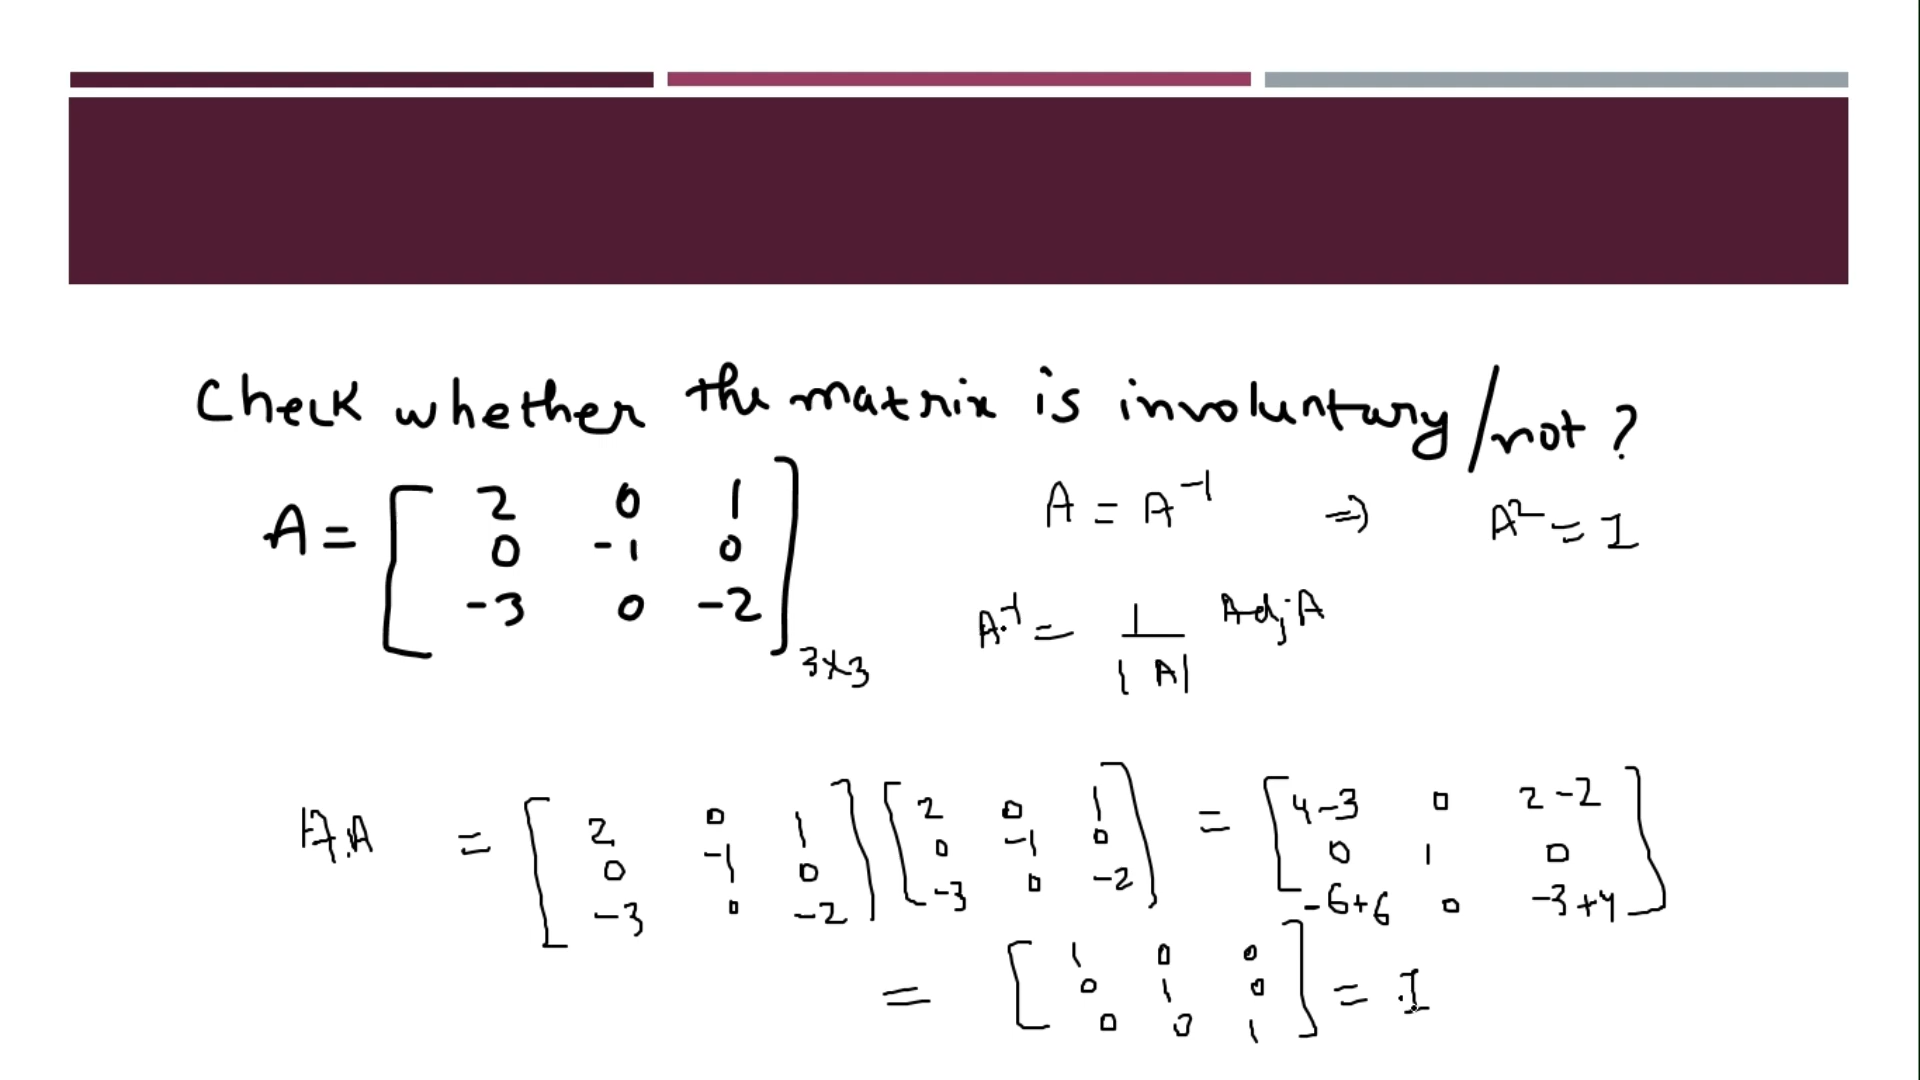 Check whether the matrix is involuntary/not?
A = [ 2 0 1
0 -1 0
-3 0 -2 ] 3×3
A = A⁻¹ ⇒ A² = I
A⁻¹ = 1/|A| Adj A
A.A = [ 2 0 1 ] [ 2 0 1 ] = [ 4-3 0 2-2 ]
[ 0 -1 0 ] [ 0 -1 0 ] [ 0 1 0 ]
[ -3 0 -2 ] [ -3 0 -2 ] [ -6+6 0 -3+4 ]
= [ 1 0 0
0 1 0
0 0 1 ] = I